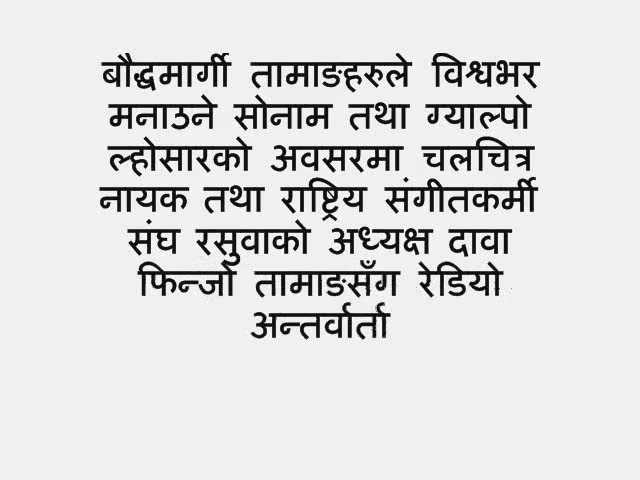 बौद्धमार्गी तामाङहरुले विश्वभर
मनाउने सोनाम तथा ग्याल्पो
ल्होसारको अवसरमा चलचित्र
नायक तथा राष्ट्रिय संगीतकर्मी
संघ रसुवाको अध्यक्ष दावा
फिन्जो तामाङसँग रेडियो
अन्तर्वार्ता